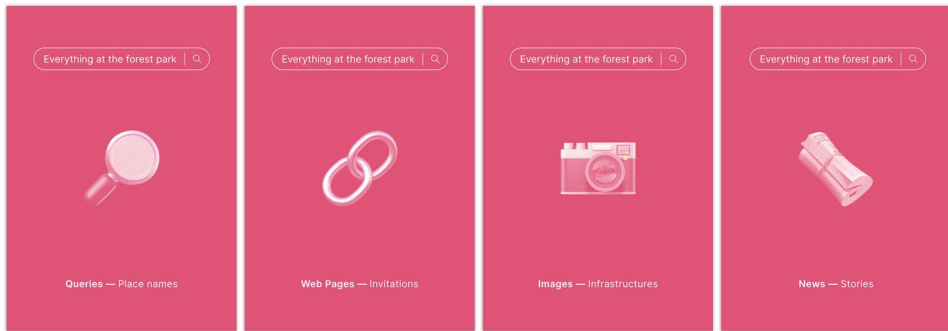 Everything at the forest park
Queries — Place names
Everything at the forest park
Web Pages — Invitations
Everything at the forest park
Images — Infrastructures
Everything at the forest park
News — Stories